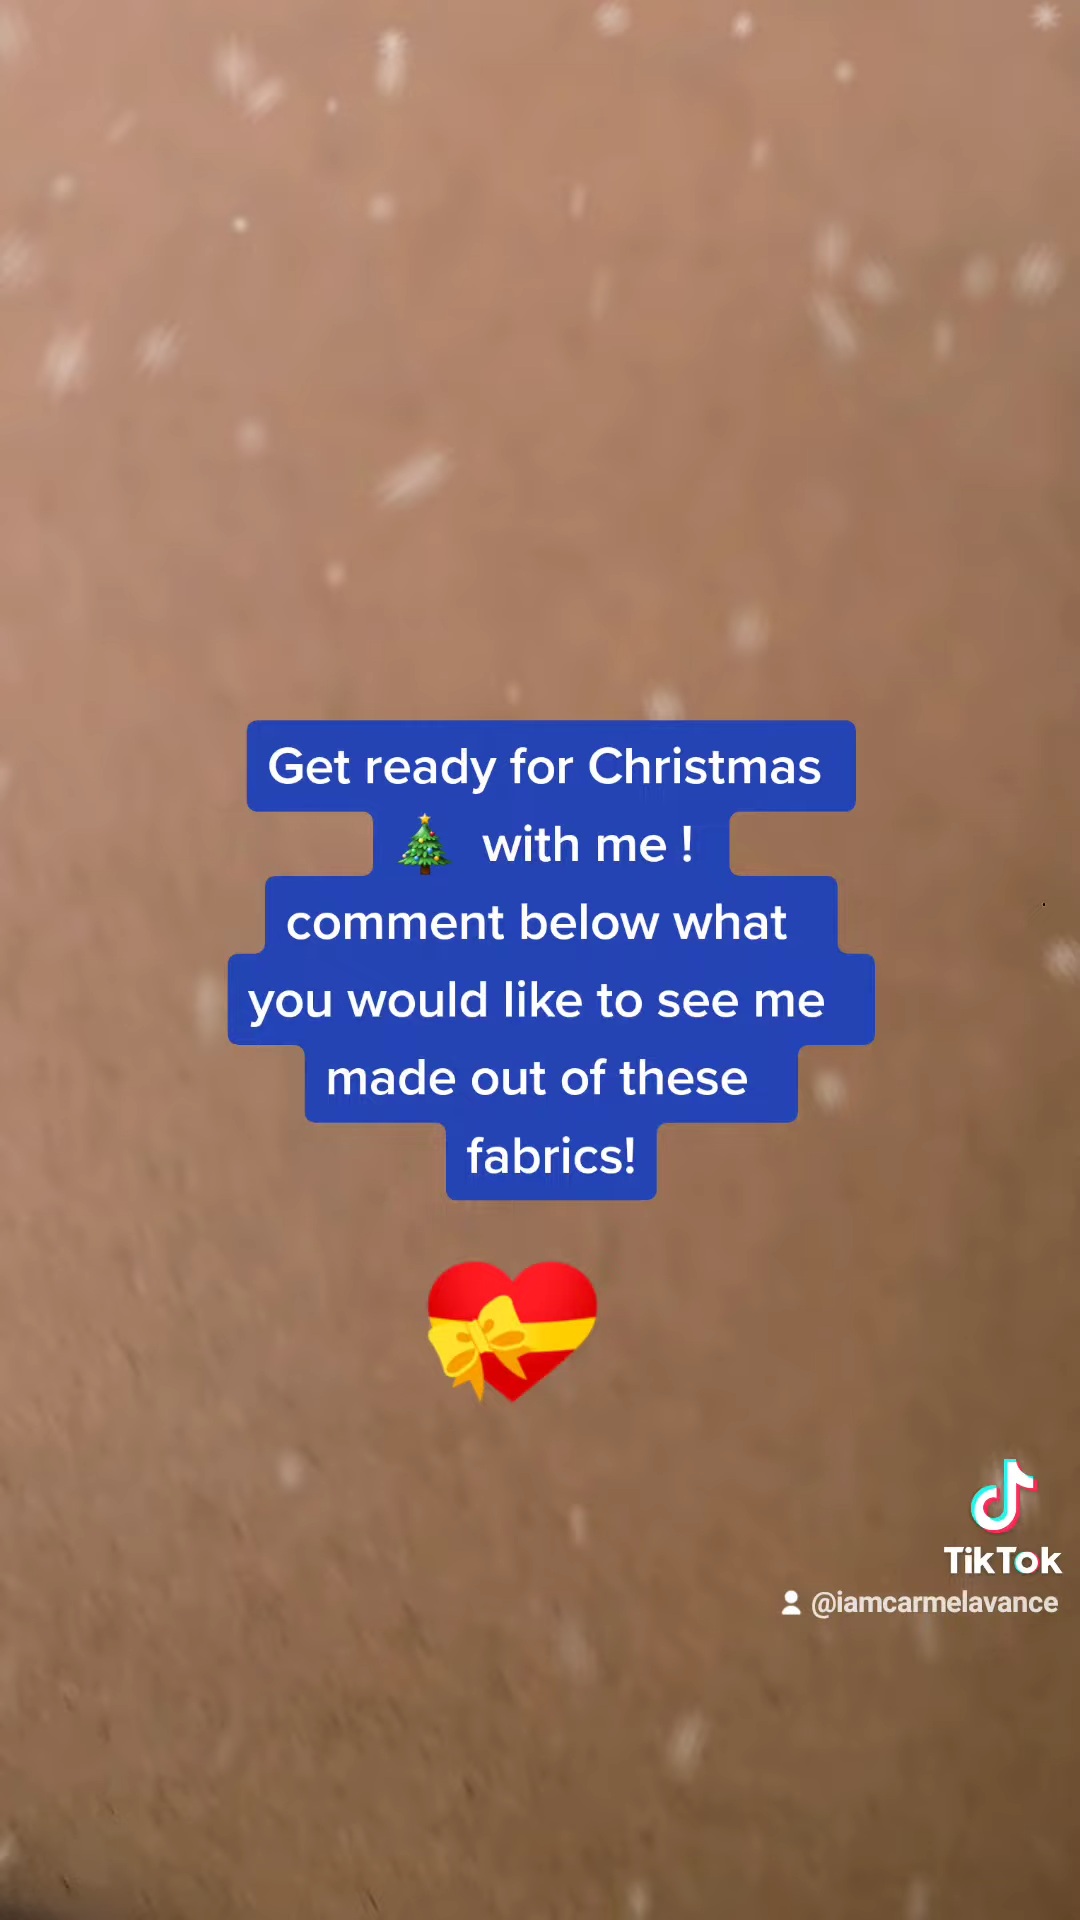 Get ready for Christmas
🎄 with me !
comment below what
you would like to see me
made out of these
fabrics!
TikTok
@iamcarmelavance